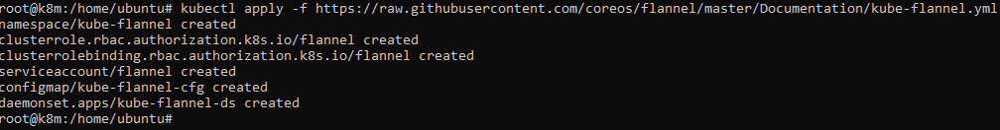 root@k8m:/home/ubuntu# kubectl apply -f https://raw.githubusercontent.com/coreos/flannel/master/Documentation/kube-flannel.yml
namespace/kube-flannel created
clusterrole.rbac.authorization.k8s.io/flannel created
clusterrolebinding.rbac.authorization.k8s.io/flannel created
serviceaccount/flannel created
configmap/kube-flannel-cfg created
daemonset.apps/kube-flannel-ds created
root@k8m:/home/ubuntu#